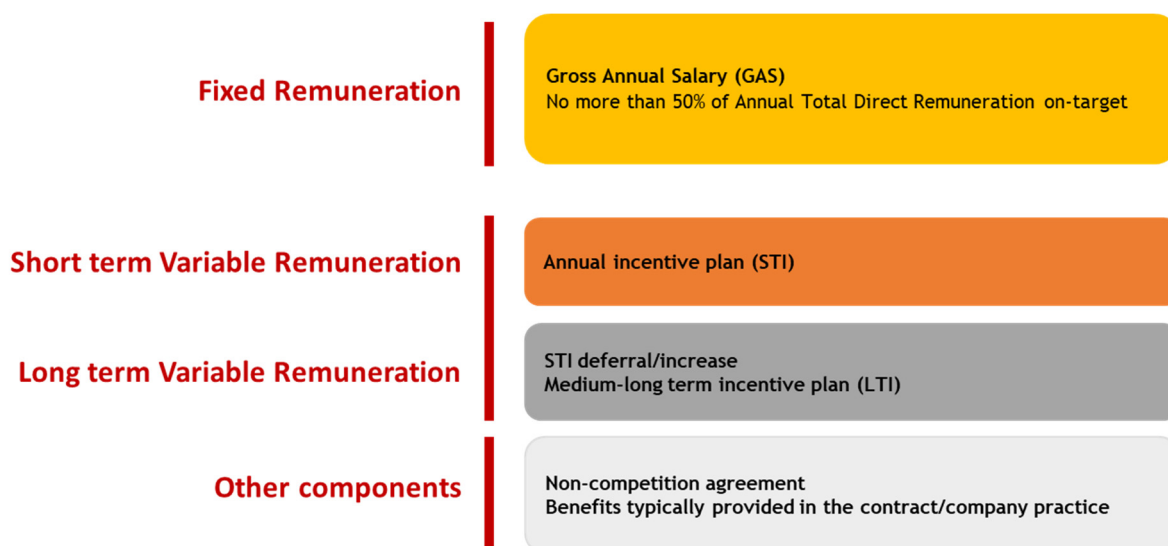 Fixed Remuneration
Gross Annual Salary (GAS)
No more than 50% of Annual Total Direct Remuneration on-target
Short term Variable Remuneration
Annual incentive plan (STI)
Long term Variable Remuneration
STI deferral/increase
Medium-long term incentive plan (LTI)
Other components
Non-competition agreement
Benefits typically provided in the contract/company practice